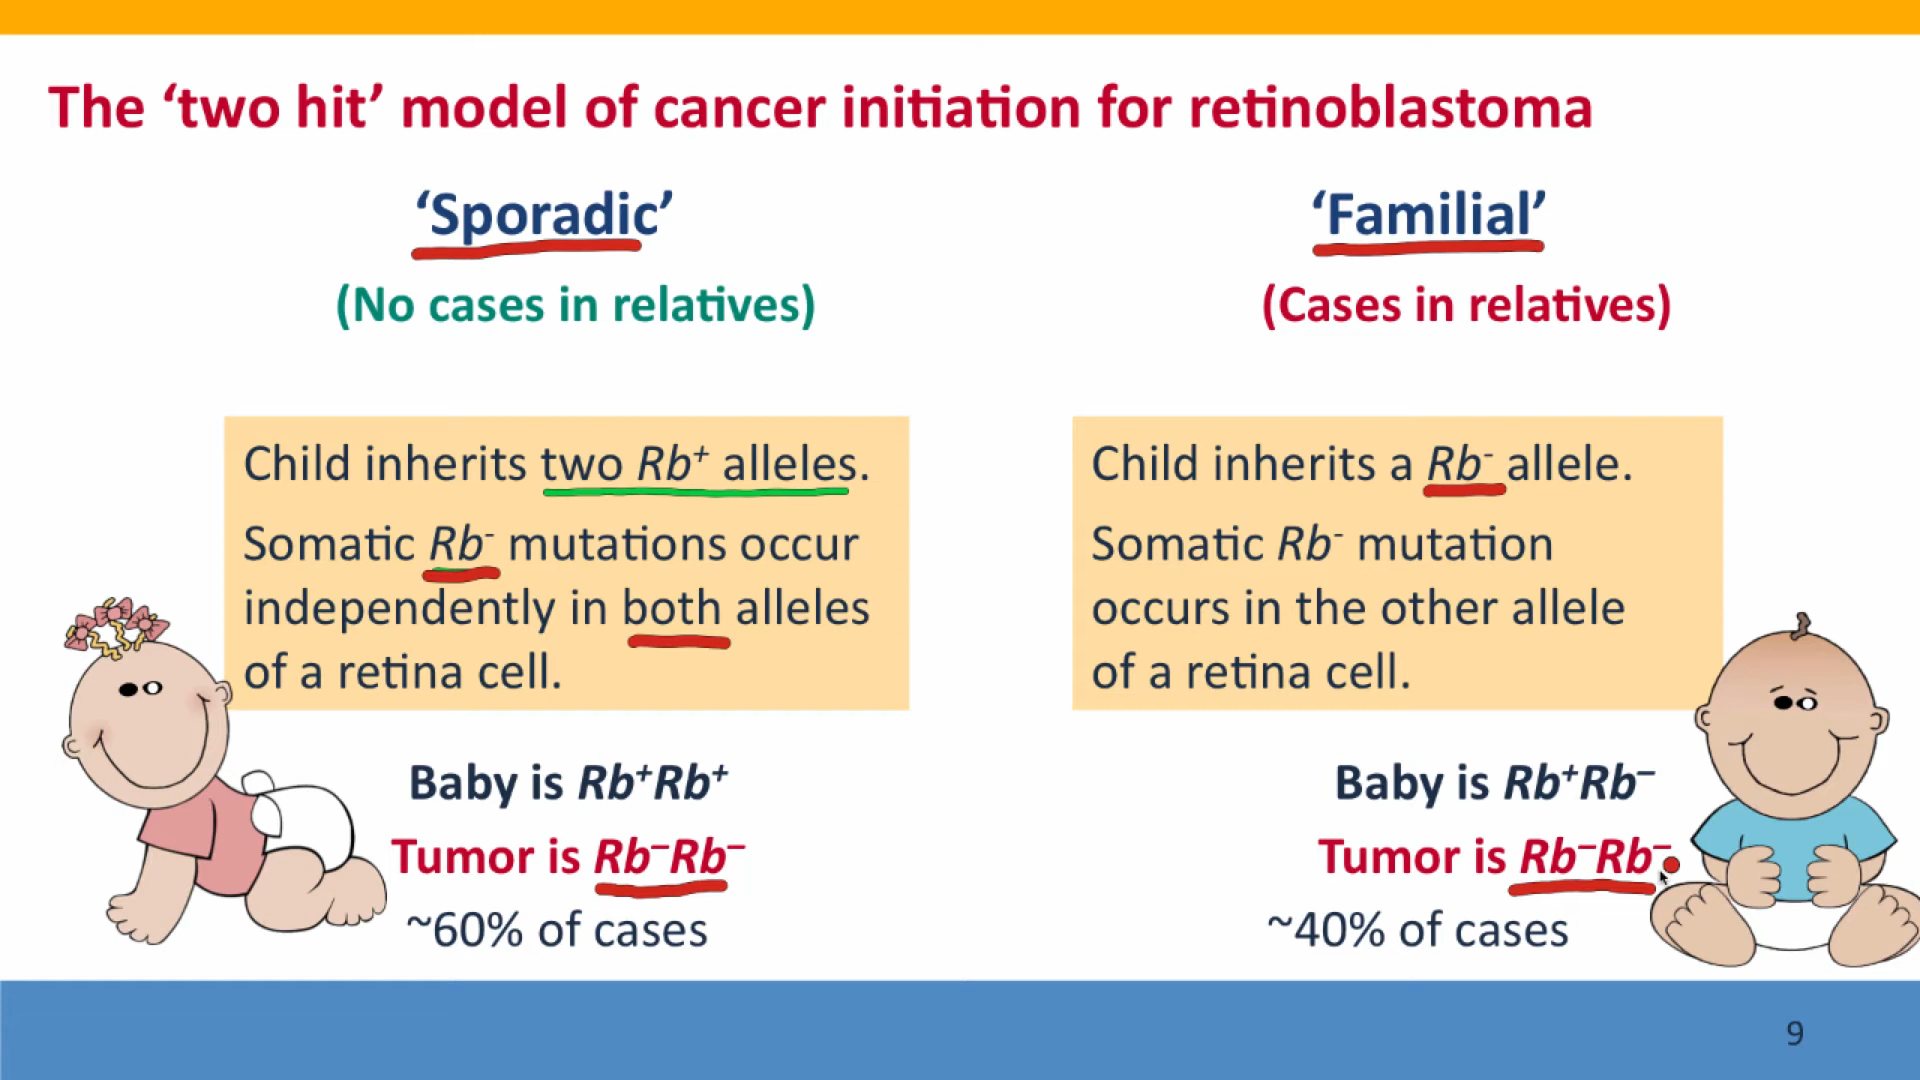 The ‘two hit’ model of cancer initiation for retinoblastoma
‘Sporadic’
(No cases in relatives)
Child inherits two Rb⁺ alleles.
Somatic Rb⁻ mutations occur
independently in both alleles
of a retina cell.
Baby is Rb⁺Rb⁺
Tumor is Rb⁻Rb⁻
~60% of cases
‘Familial’
(Cases in relatives)
Child inherits a Rb⁻ allele.
Somatic Rb⁻ mutation
occurs in the other allele
of a retina cell.
Baby is Rb⁺Rb⁻
Tumor is Rb⁻Rb⁻
~40% of cases
9